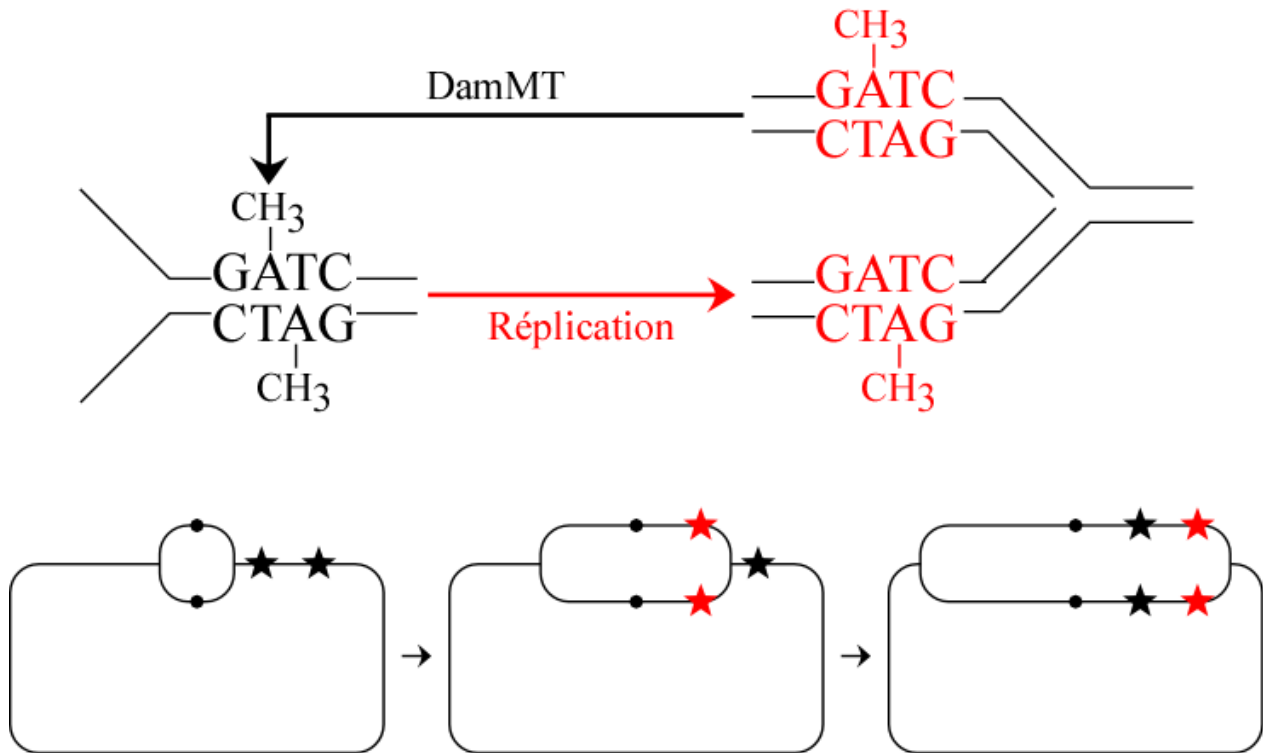 CH3
GATC
CTAG
DamMT
CH3
GATC
CTAG
CH3
Réplication
GATC
CTAG
CH3